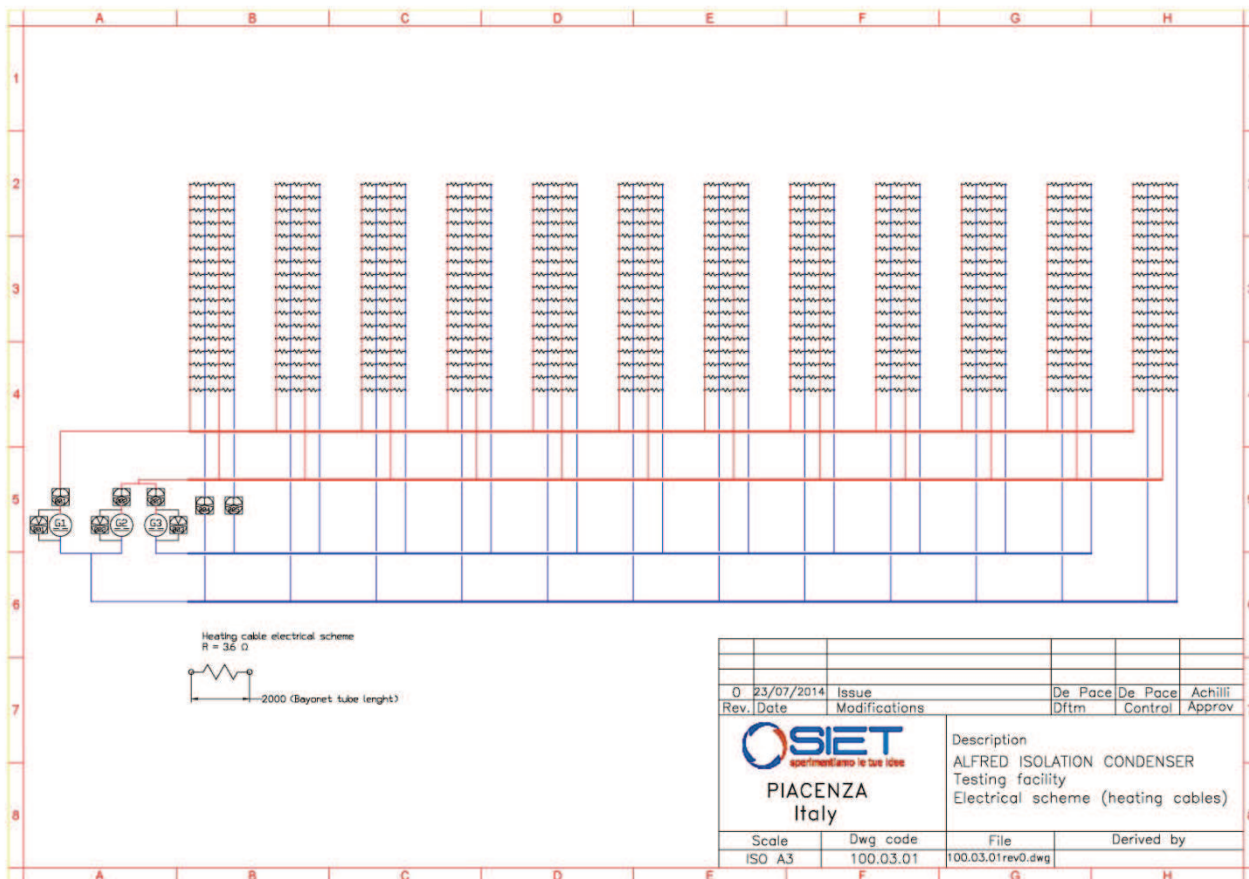 A B C D E F G H
1
2
3
4
5
G1 G2 G3
6
Heating cable electrical scheme
R = 3.6 Ω
2000 (Bayonet tube lenght)
7
8
0 23/07/2014 Issue De Pace De Pace Achilli
Rev. Date Modifications Dftm Control Approv
SIET
sperimentiamo le tue idee
PIACENZA
Italy
Description
ALFRED ISOLATION CONDENSER
Testing facility
Electrical scheme (heating cables)
Scale Dwg code File Derived by
ISO A3 100.03.01 100.03.01rev0.dwg
A B C D E F G H